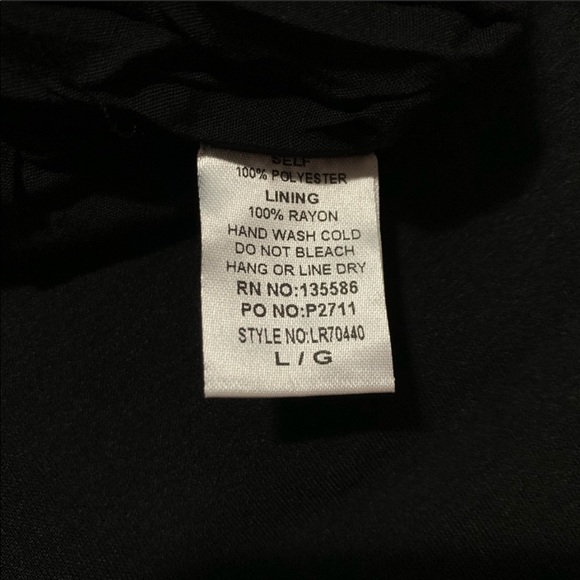 SELF
100% POLYESTER
LINING
100% RAYON
HAND WASH COLD
DO NOT BLEACH
HANG OR LINE DRY
RN NO:135586
PO NO:P2711
STYLE NO:LR70440
L / G